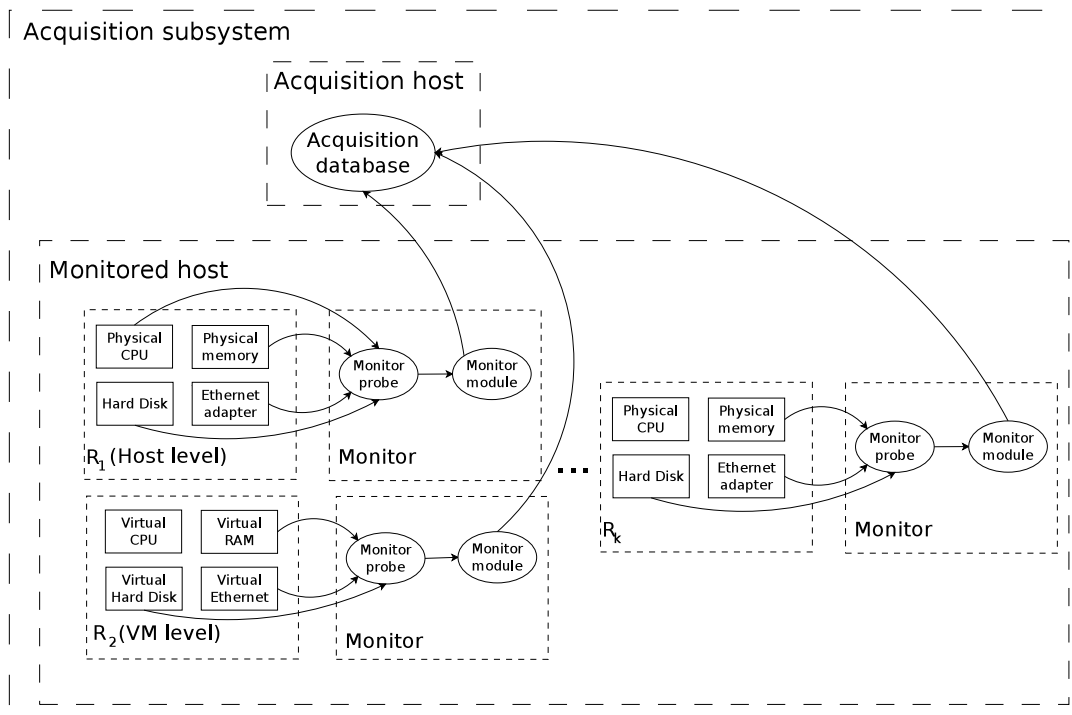 Acquisition subsystem
Acquisition host
Acquisition
database
Monitored host
Physical
CPU
Physical
memory
Hard Disk
Ethernet
adapter
R1 (Host level)
Monitor
probe
Monitor
module
Monitor
Virtual
CPU
Virtual
RAM
Virtual
Hard Disk
Virtual
Ethernet
R2 (VM level)
Monitor
probe
Monitor
module
Monitor
...
Physical
CPU
Physical
memory
Hard Disk
Ethernet
adapter
Rk
Monitor
probe
Monitor
module
Monitor